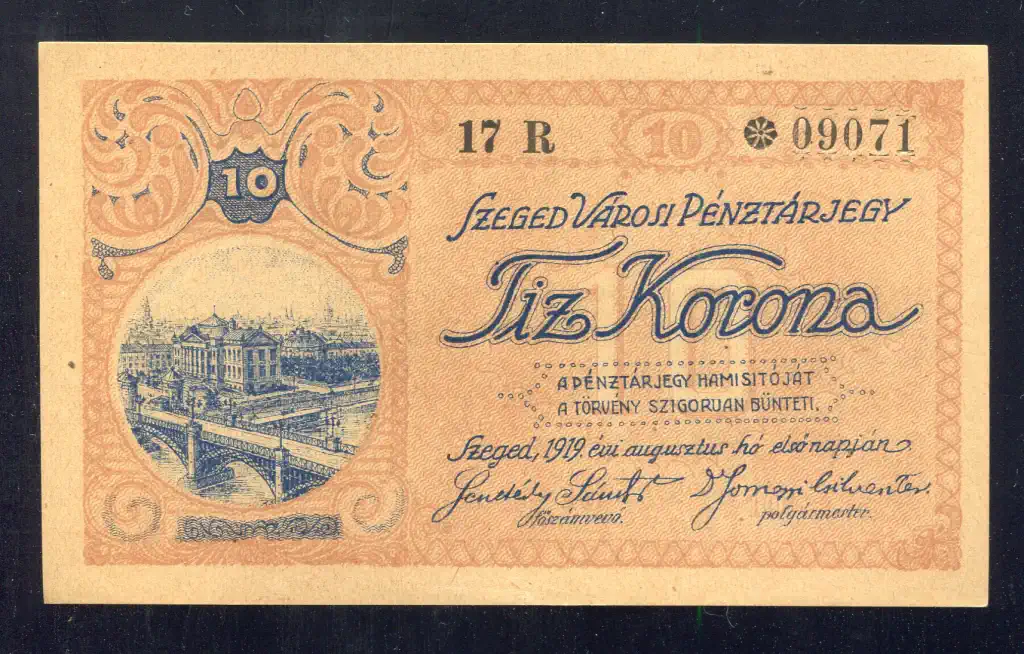 17 R 10 09071
10
SZEGED VÁROSI PÉNZTÁRJEGY
Tiz Korona
A PÉNZTÁRJEGY HAMISITÓJÁT
A TÖRVÉNY SZIGORUAN BÜNTETI.
Szeged, 1919. évi augusztus hó elsőnapján
Sándor
főszámvevő. polgármester.